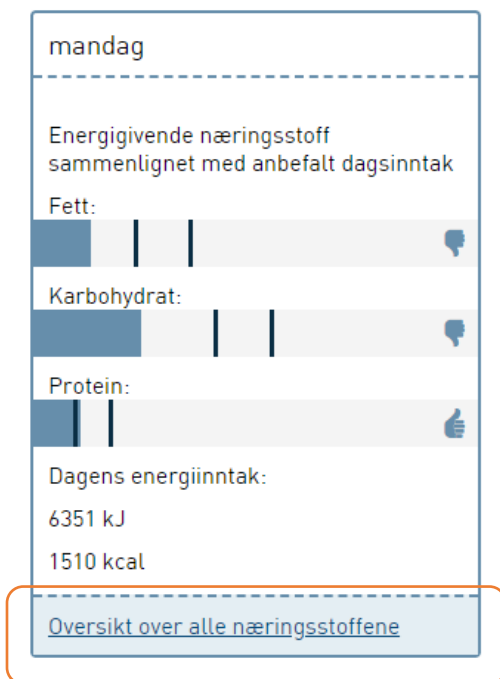 mandag
Energigivende næringsstoff
sammenlignet med anbefalt dagsinntak
Fett:
Karbohydrat:
Protein:
Dagens energiinntak:
6351 kJ
1510 kcal
Oversikt over alle næringsstoffene